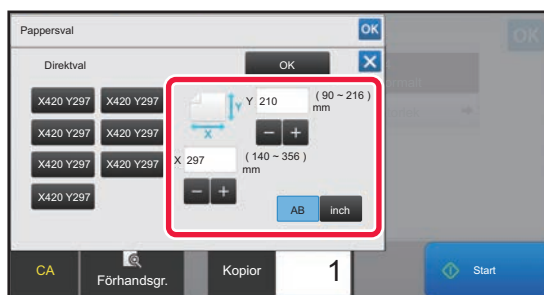 Pappersval
OK
OK
Direktval
OK
X420 Y297
X420 Y297
X420 Y297
X420 Y297
X420 Y297
X420 Y297
X420 Y297
Y
X
Y 210
( 90 ~ 216 )
mm
X 297
( 140 ~ 356 )
mm
AB
inch
CA
Förhandsgr.
Kopior
1
Start